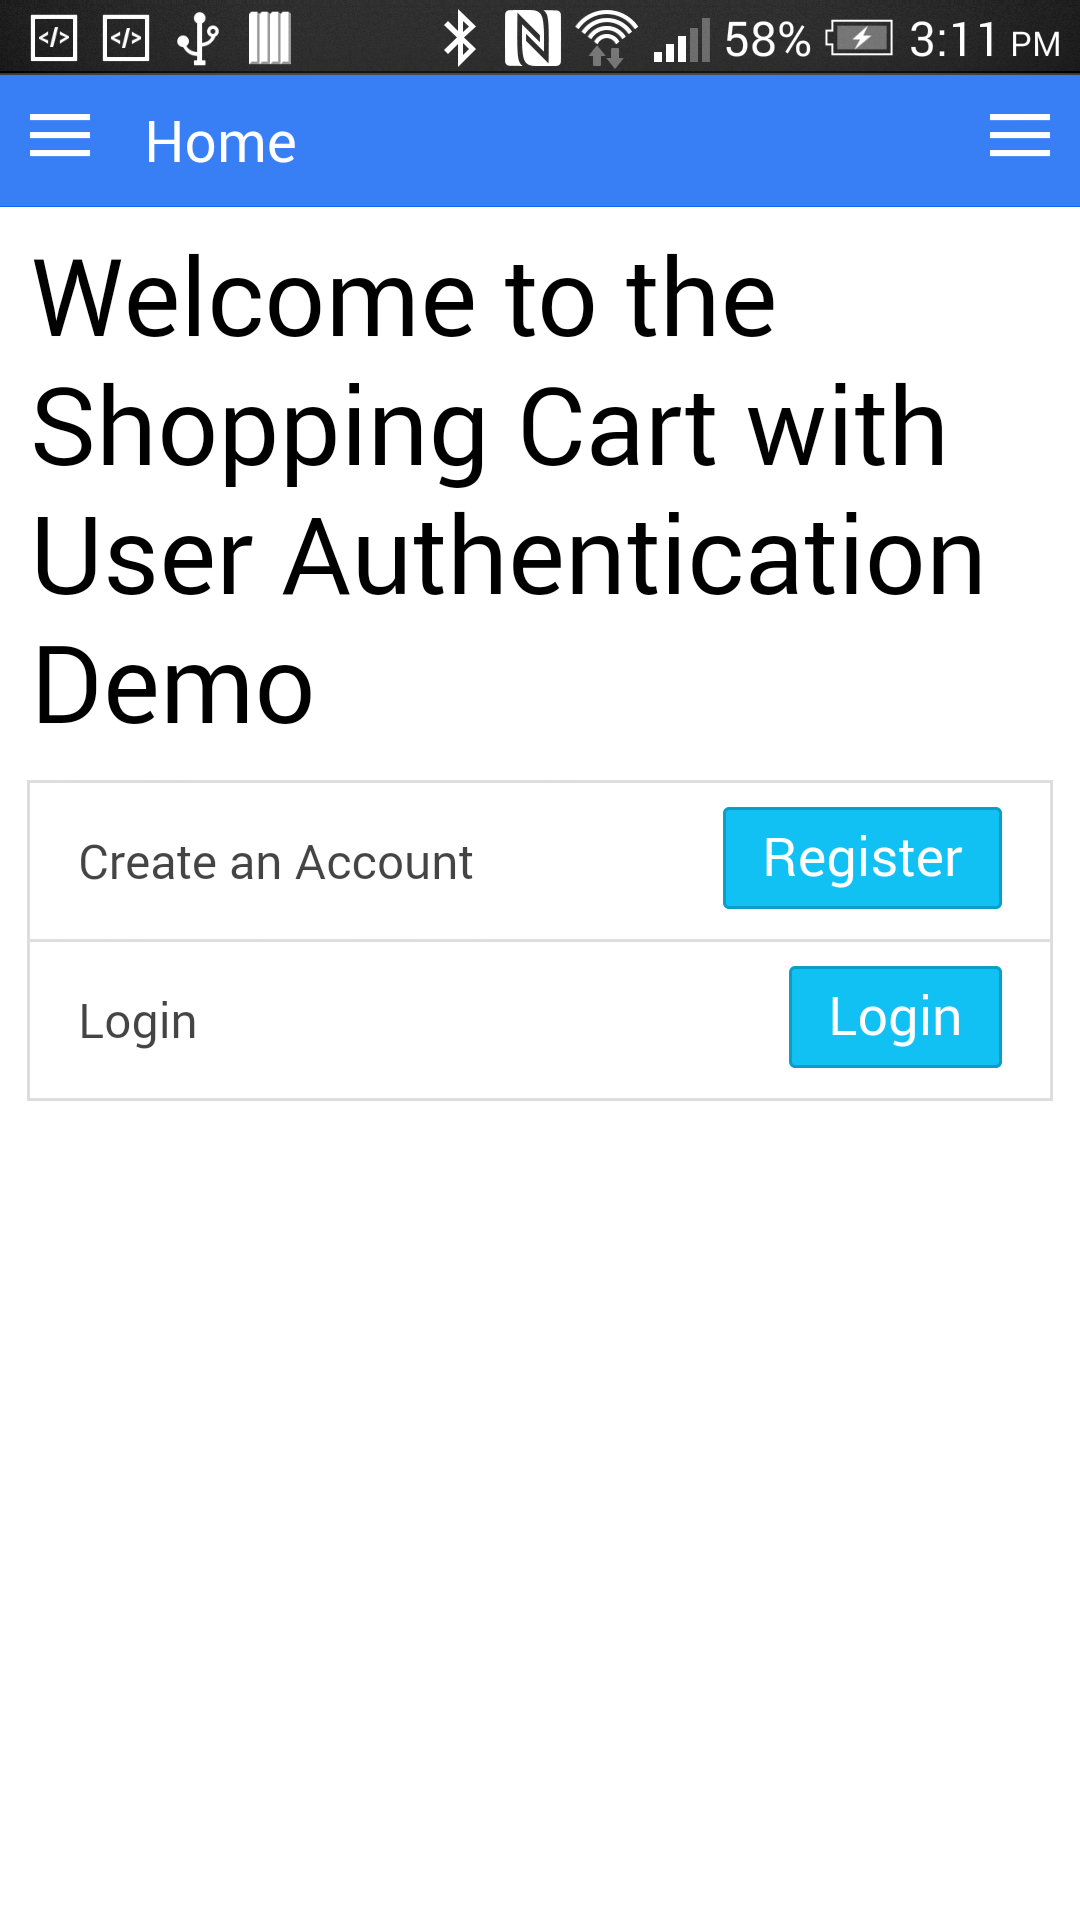 </> </> 58% 3:11 PM
Home
Welcome to the
Shopping Cart with
User Authentication
Demo
Create an Account Register
Login Login